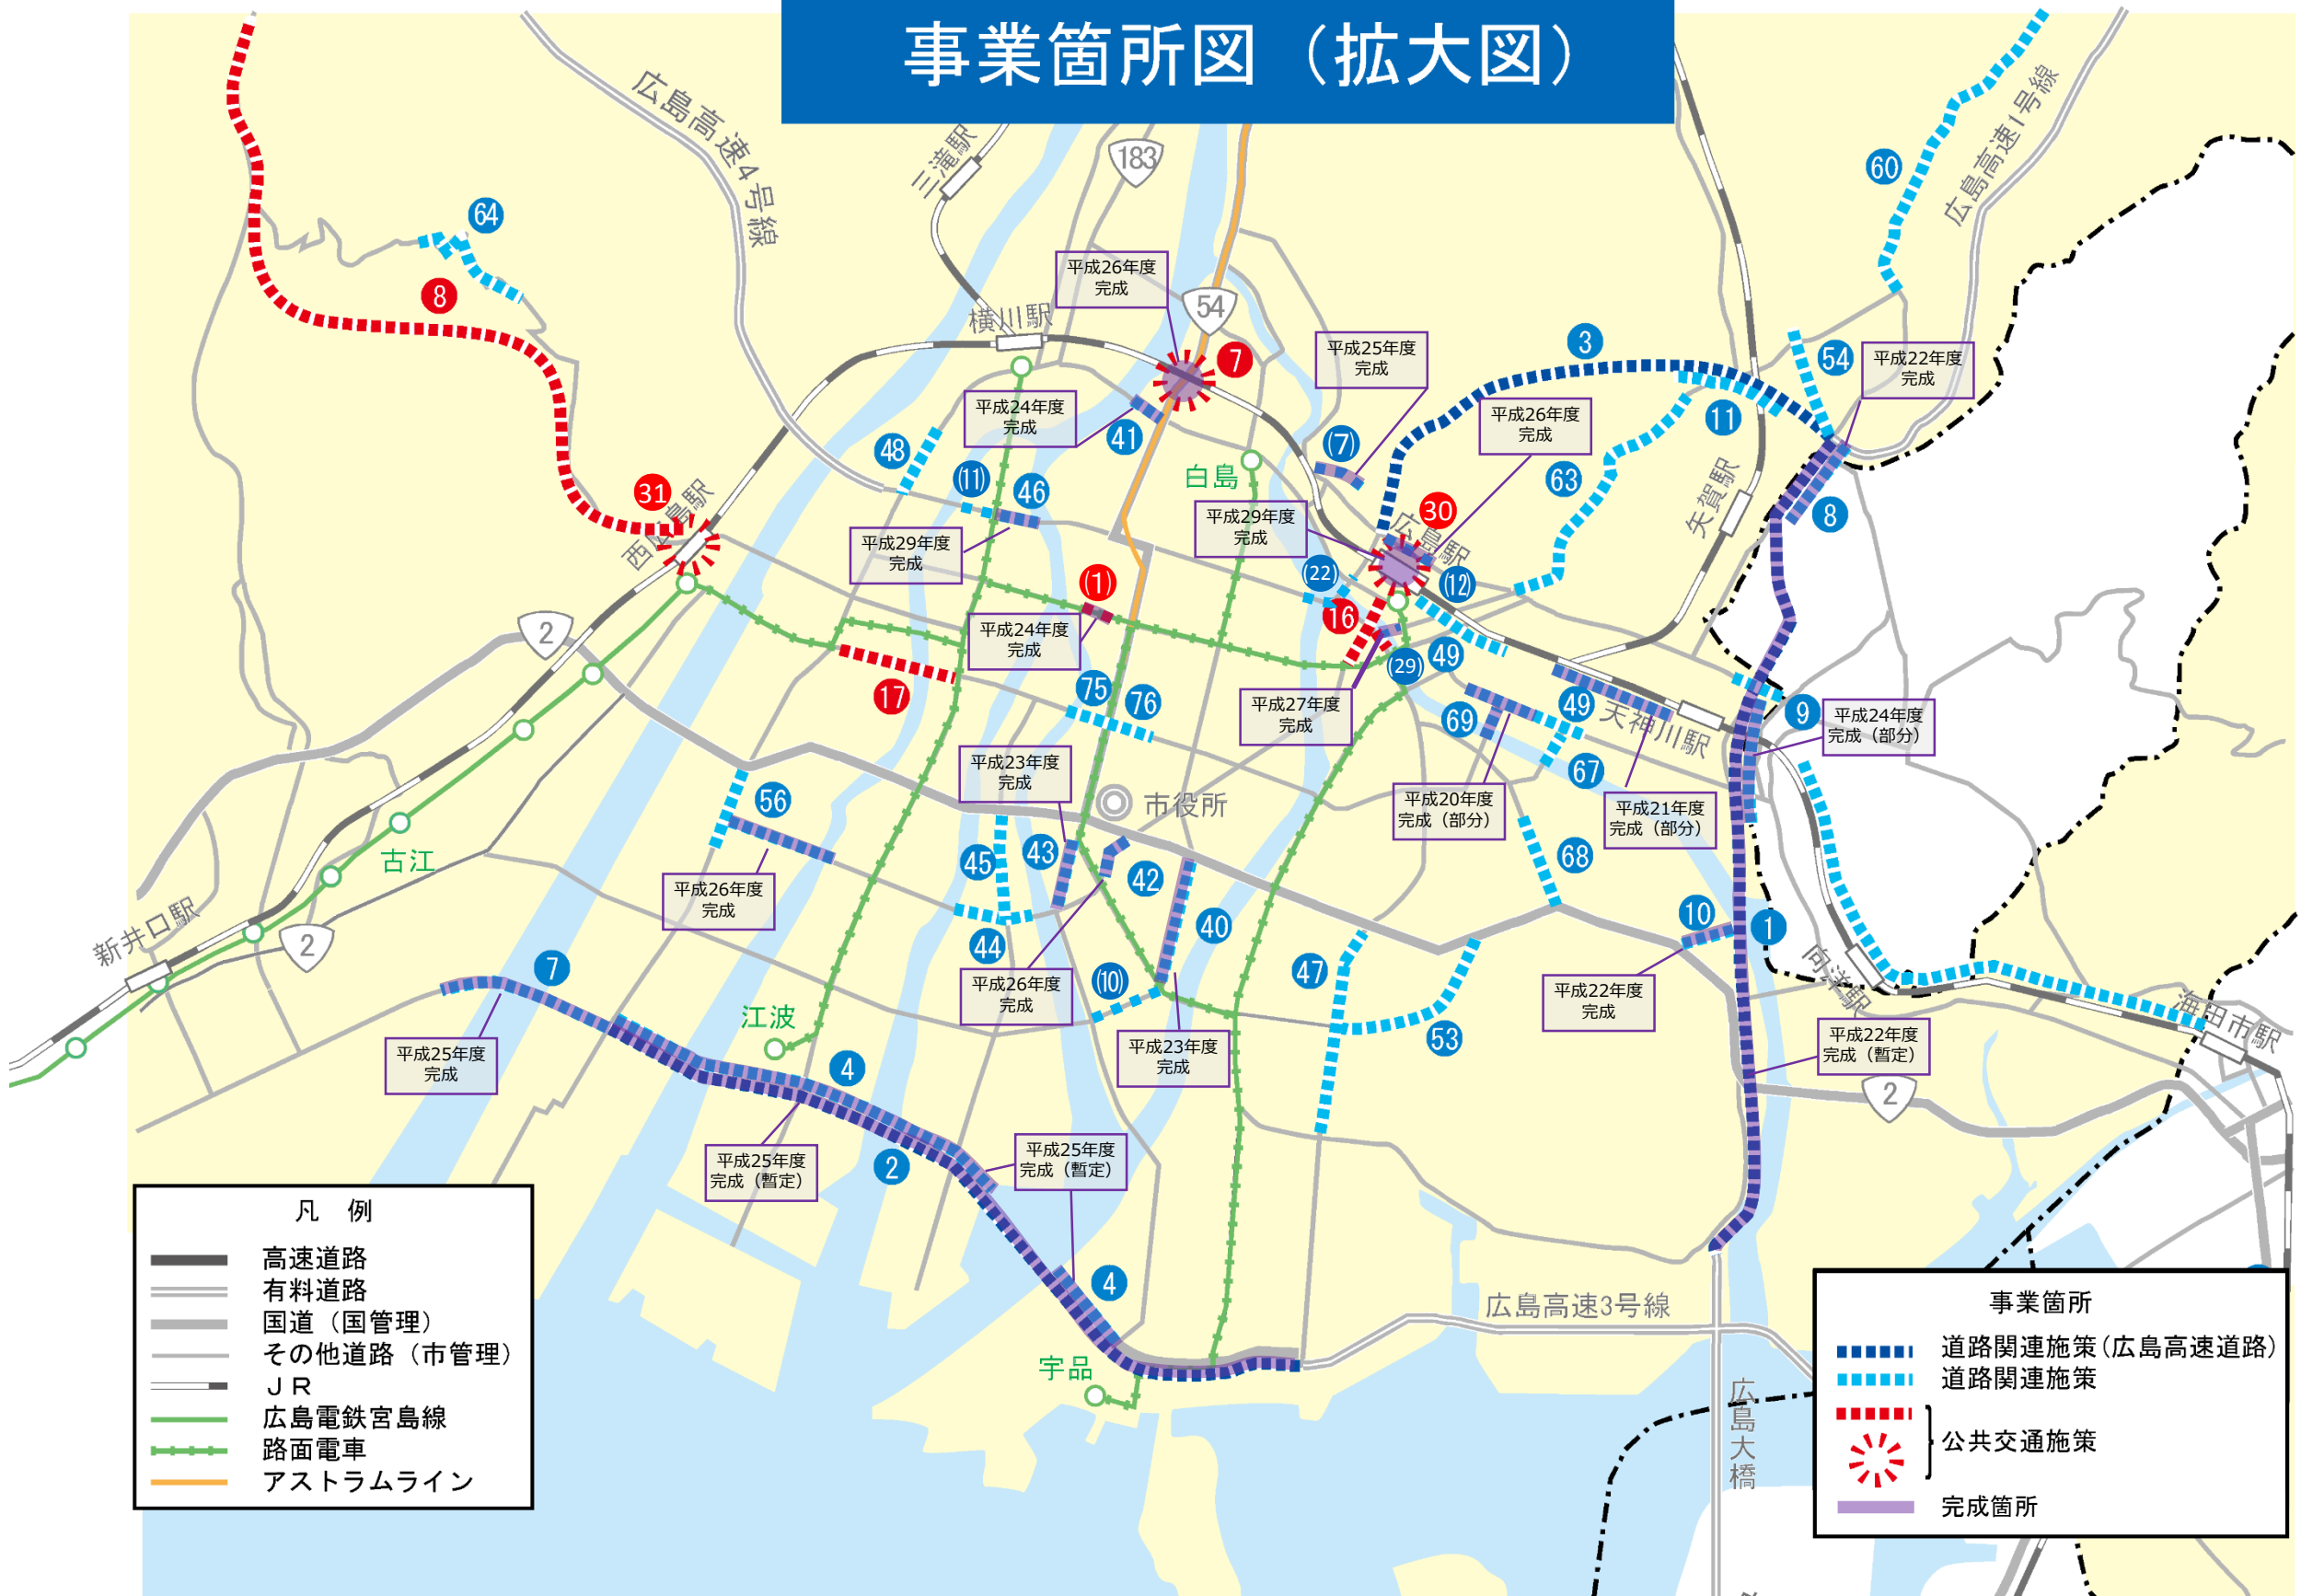 事業箇所図（拡大図）
広島高速4号線
三滝駅
183
広島高速1号線
60
64
8
平成26年度
完成
54
横川駅
7
平成25年度
完成
3
54
平成22年度
完成
平成24年度
完成
41
平成26年度
完成
11
48
(7)
白島
63
(11)
46
31
西広島駅
平成29年度
完成
広島駅
30
矢賀駅
8
平成29年度
完成
(22)
(12)
(1)
16
2
平成24年度
完成
49
(29)
17
75
76
平成27年度
完成
69
49
天神川駅
9
平成24年度
完成（部分）
平成23年度
完成
67
56
市役所
平成20年度
完成（部分）
平成21年度
完成（部分）
古江
45
43
42
68
平成26年度
完成
新井口駅
2
44
40
10
1
7
平成26年度
完成
(10)
47
向洋駅
平成22年度
完成
海田市駅
江波
53
平成25年度
完成
平成23年度
完成
平成22年度
完成（暫定）
4
2
平成25年度
完成（暫定）
2
平成25年度
完成（暫定）
4
広島高速3号線
宇品
広島大橋
凡　例
高速道路
有料道路
国道（国管理）
その他道路（市管理）
ＪＲ
広島電鉄宮島線
路面電車
アストラムライン
事業箇所
道路関連施策（広島高速道路）
道路関連施策
公共交通施策
完成箇所